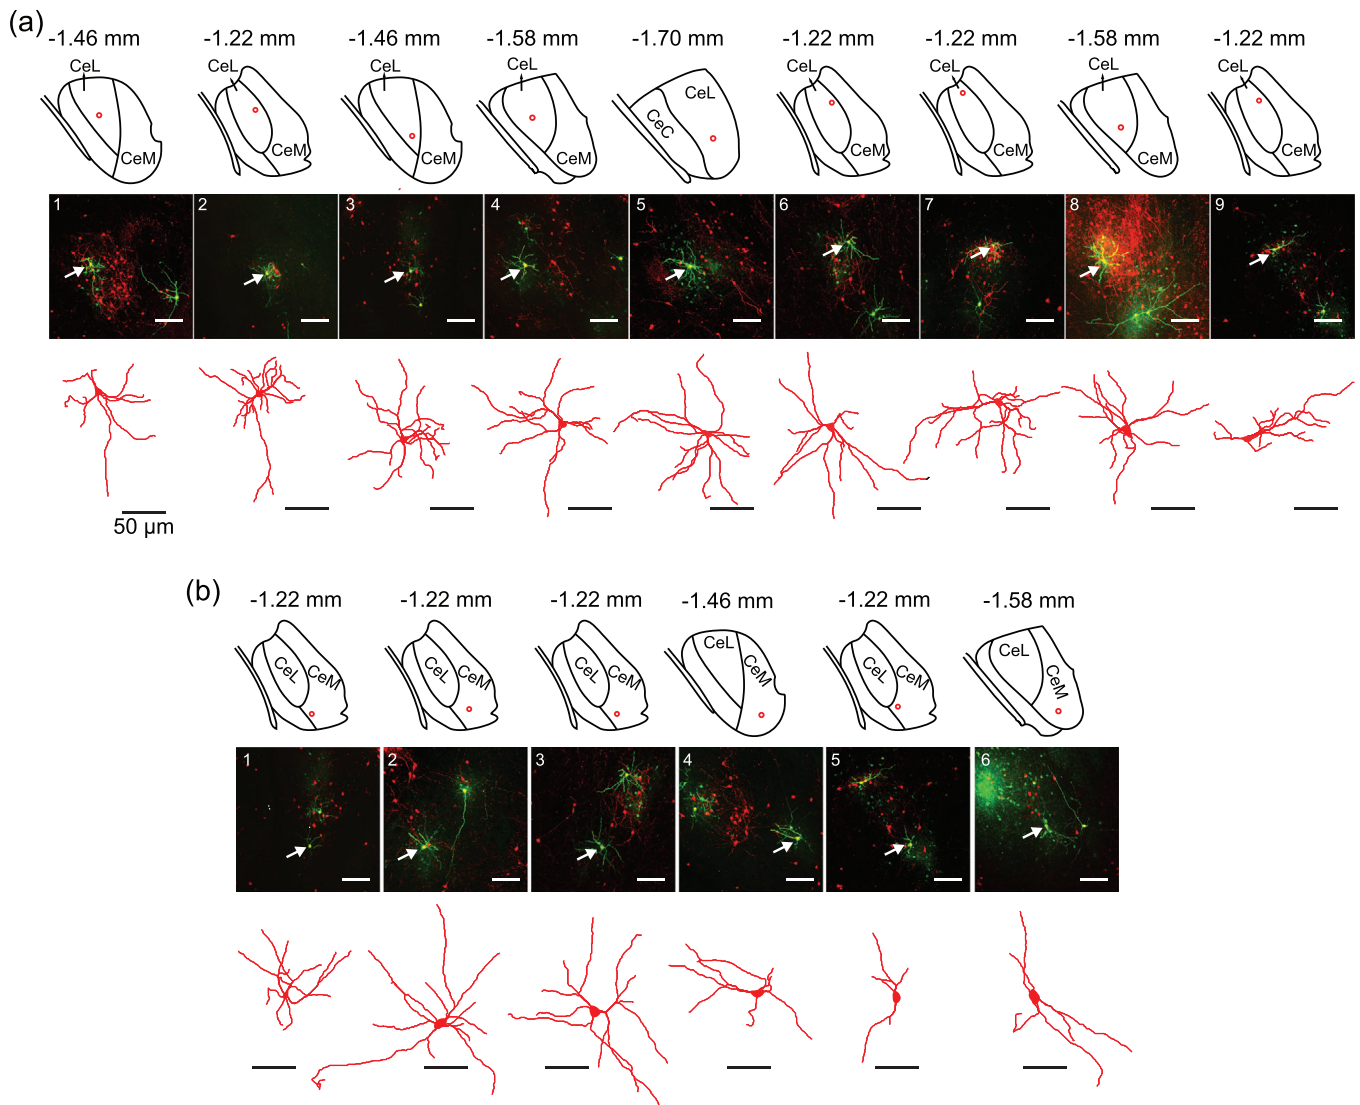 (a)
-1.46 mm -1.22 mm -1.46 mm -1.58 mm -1.70 mm -1.22 mm -1.22 mm -1.58 mm -1.22 mm
CeL CeL CeL CeL CeL CeL CeL CeL CeL
CeM CeM CeM CeM CeC CeM CeM CeM CeM
1 2 3 4 5 6 7 8 9
50 µm
(b)
-1.22 mm -1.22 mm -1.22 mm -1.46 mm -1.22 mm -1.58 mm
CeL CeM CeL CeM CeL CeM CeL CeM CeL CeM CeL CeM
1 2 3 4 5 6